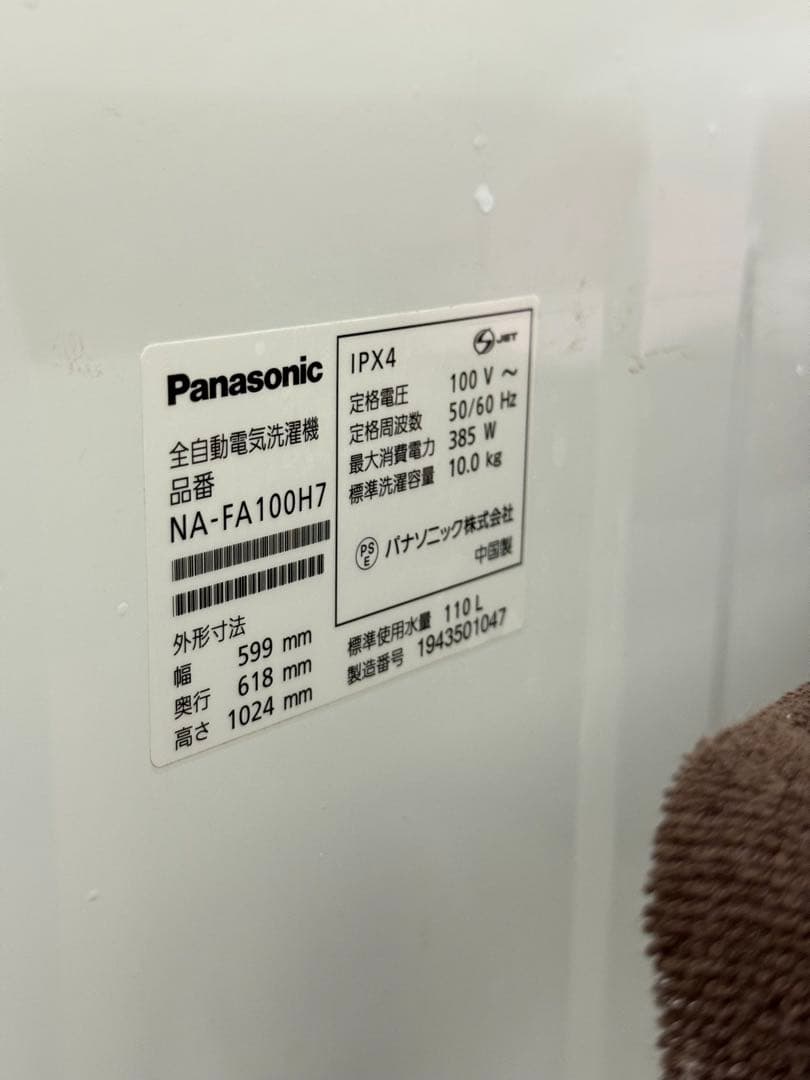 Panasonic
全自動電気洗濯機
品番
NA-FA100H7
外形寸法
幅 599 mm
奥行 618 mm
高さ 1024 mm
IPX4
JET
定格電圧 100 V ～
定格周波数 50/60 Hz
最大消費電力 385 W
標準洗濯容量 10.0 kg
PS
E
パナソニック株式会社
中国製
標準使用水量 110 L
製造番号 1943501047